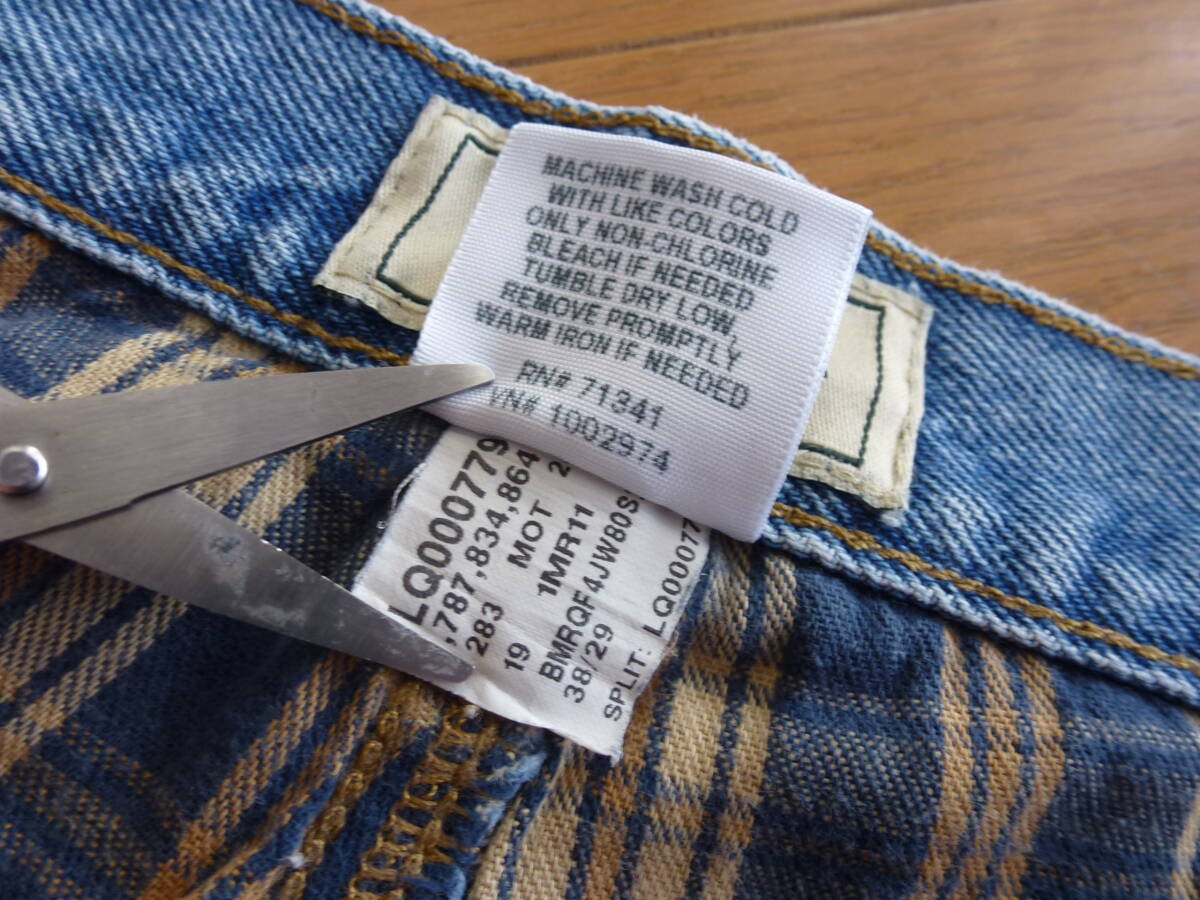 MACHINE WASH COLD
WITH LIKE COLORS
ONLY NON-CHLORINE
BLEACH IF NEEDED
TUMBLE DRY LOW,
REMOVE PROMPTLY
WARM IRON IF NEEDED
RN# 71341
VN# 1002974
LQ000779
,787,834,864
283 MOT 2
19 1MR11
BMRQF4JW80S
38/29
SPLIT: LQ00077